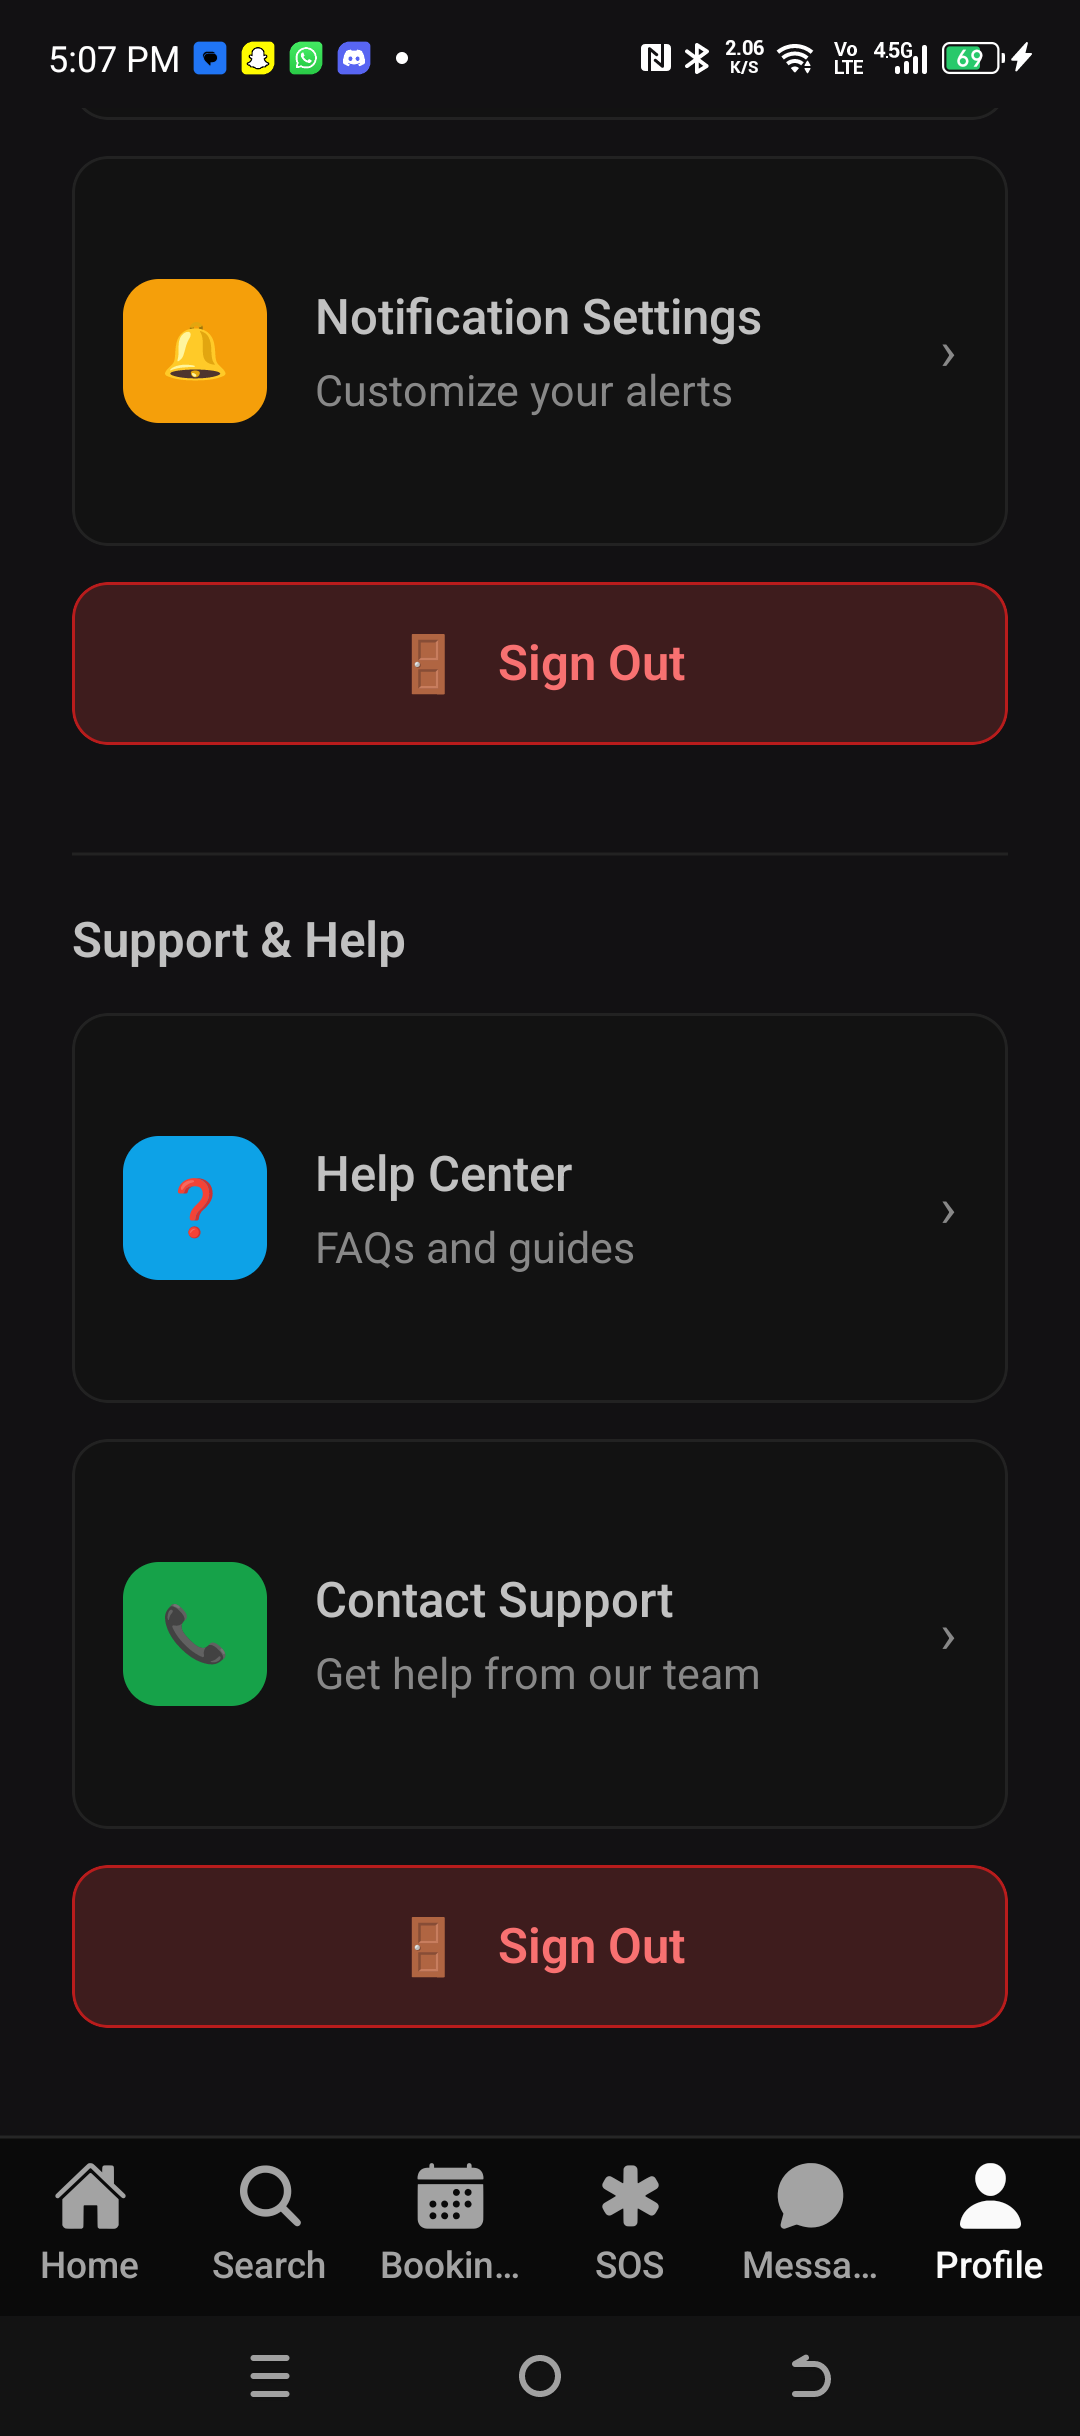 5:07 PM
2.06
K/S
Vo
LTE
4.5G
69
Notification Settings
Customize your alerts
Sign Out
Support & Help
Help Center
FAQs and guides
Contact Support
Get help from our team
Sign Out
Home
Search
Bookin...
SOS
Messa...
Profile